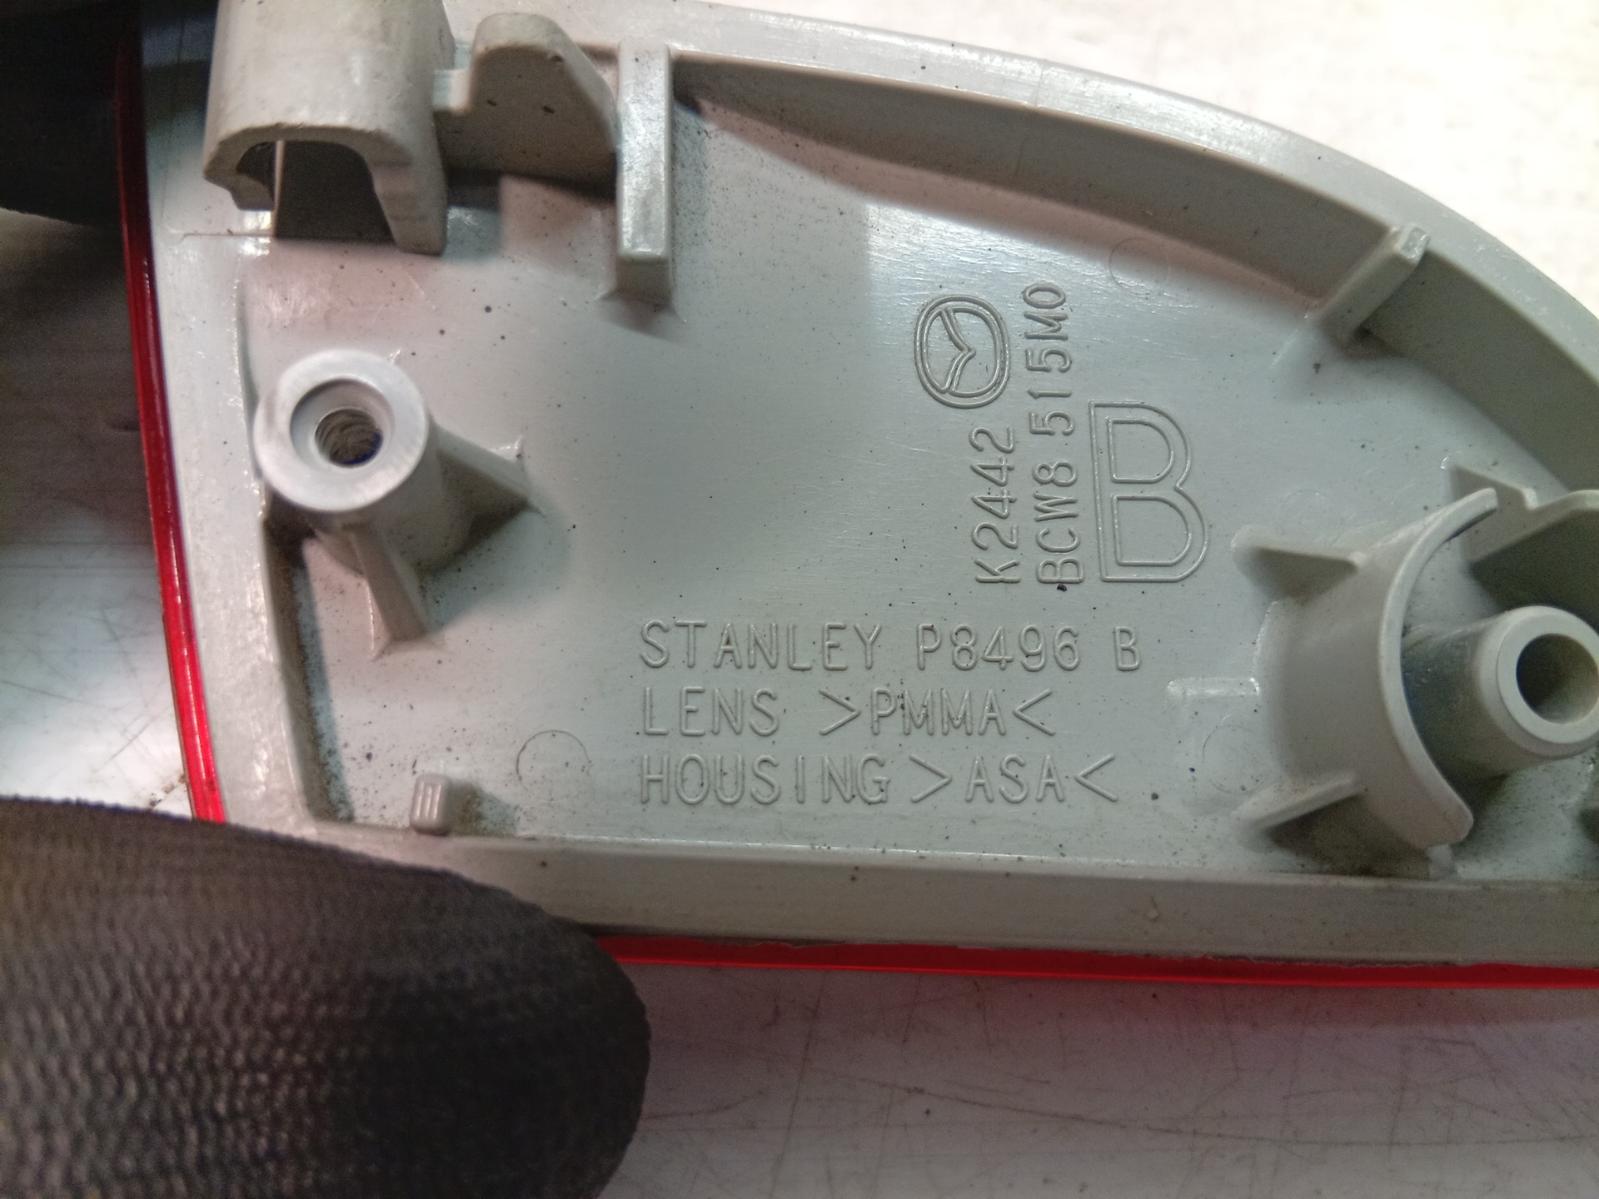 K2442
BCW8 515M0
B
STANLEY P8496 B
LENS >PMMA<
HOUSING >ASA<